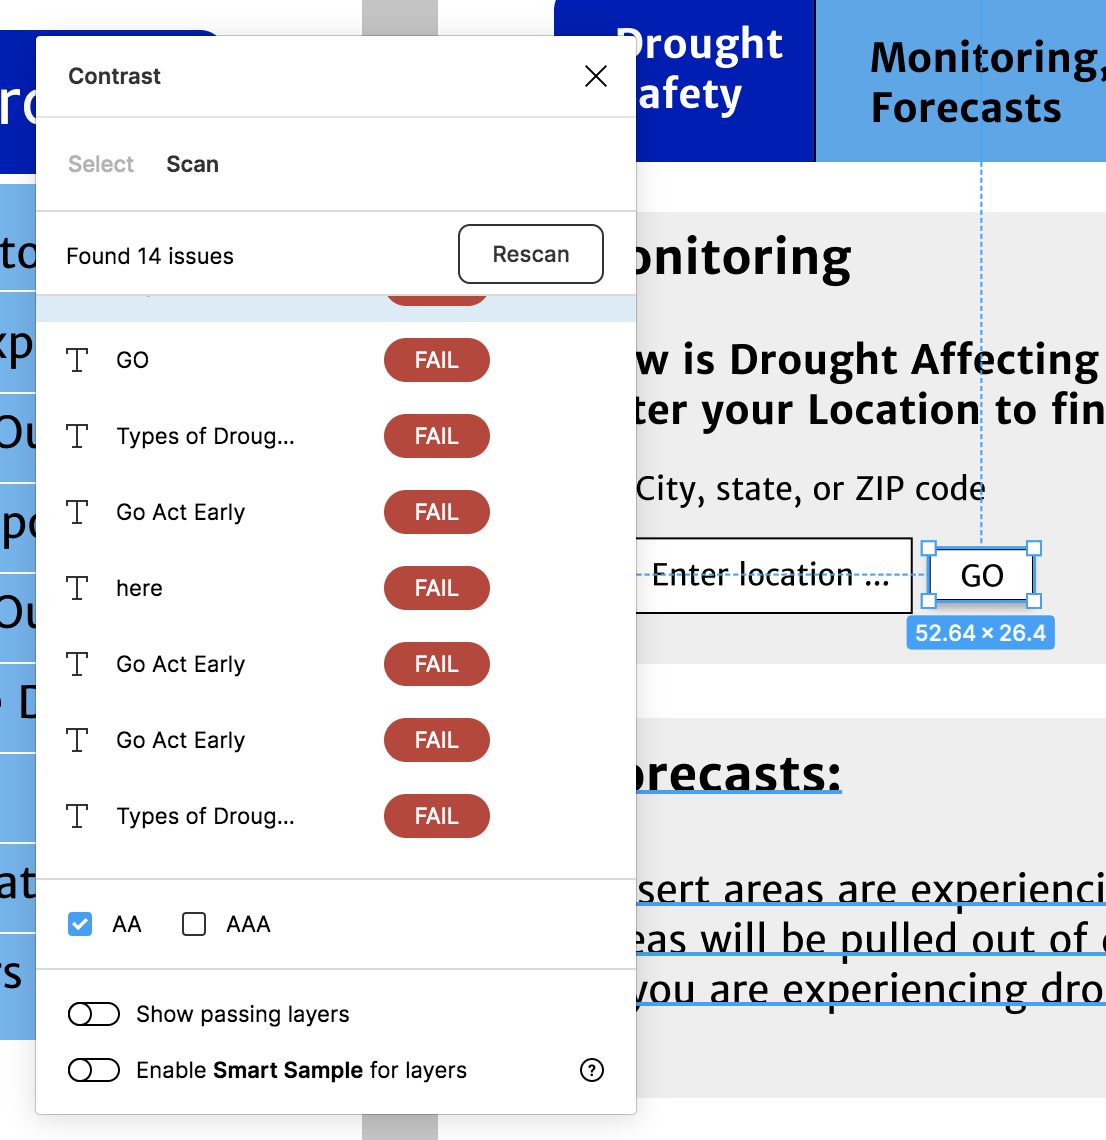 Contrast
Select Scan
Found 14 issues
Rescan
GO FAIL
Types of Droug... FAIL
Go Act Early FAIL
here FAIL
Go Act Early FAIL
Go Act Early FAIL
Types of Droug... FAIL
AA AAA
Show passing layers
Enable Smart Sample for layers ?
Drought
afety
Monitoring,
Forecasts
onitoring
w is Drought Affecting
ter your Location to fin
City, state, or ZIP code
Enter location ...
GO
52.64 × 26.4
orecasts:
sert areas are experienci
eas will be pulled out of
you are experiencing dro